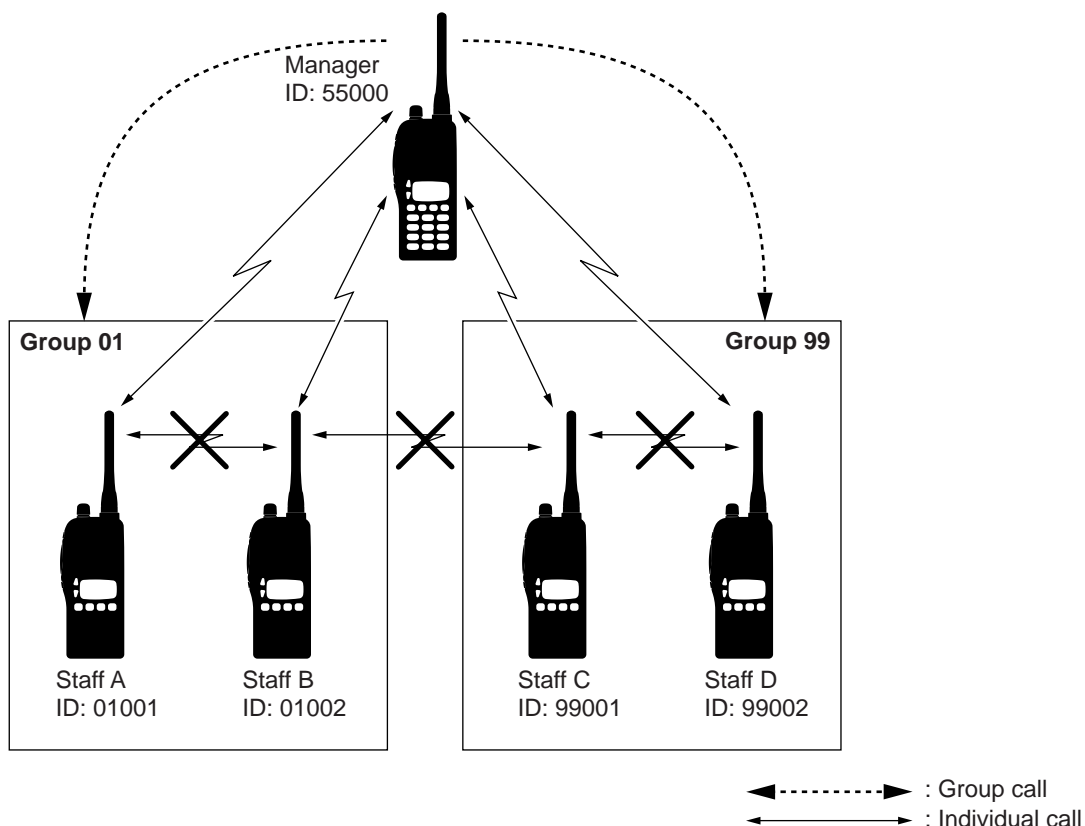 Manager
ID: 55000
Group 01
Group 99
Staff A
ID: 01001
Staff B
ID: 01002
Staff C
ID: 99001
Staff D
ID: 99002
: Group call
: Individual call